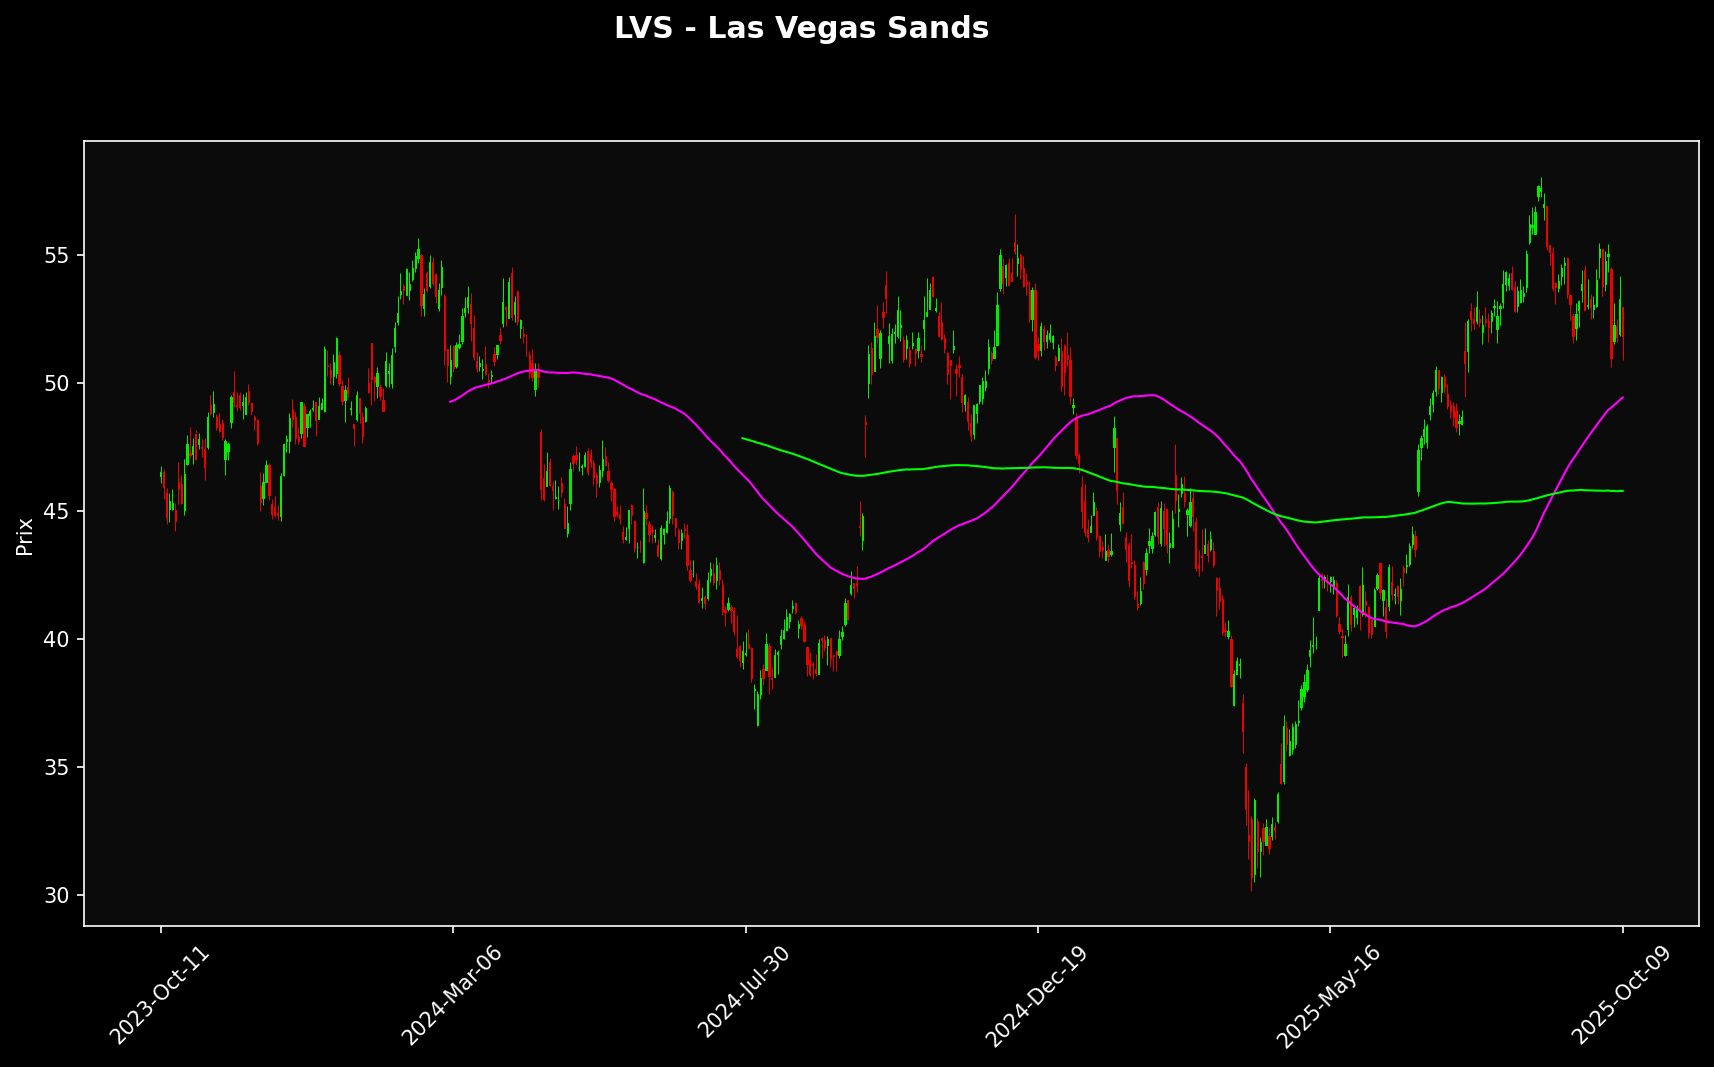 LVS - Las Vegas Sands
Prix
55
50
45
40
35
30
2023-Oct-11
2024-Mar-06
2024-Jul-30
2024-Dec-19
2025-May-16
2025-Oct-09